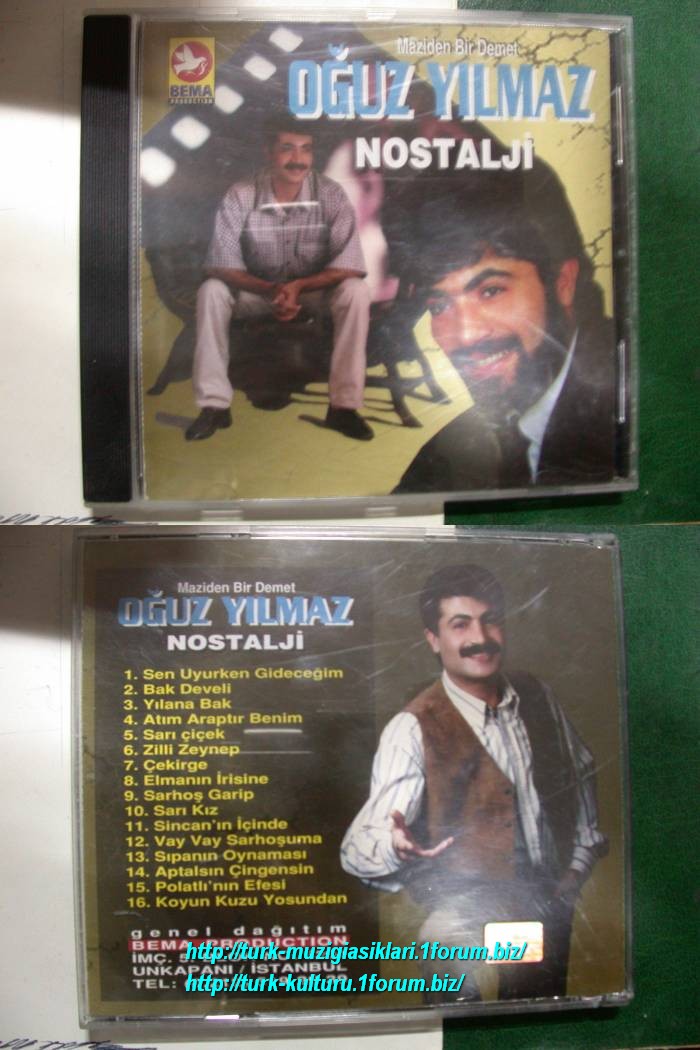 BEMA
PRODUCTION
Maziden Bir Demet
OĞUZ YILMAZ
NOSTALJİ
Maziden Bir Demet
OĞUZ YILMAZ
NOSTALJİ
1. Sen Uyurken Gideceğim
2. Bak Develi
3. Yılana Bak
4. Atım Araptır Benim
5. Sarı çiçek
6. Zilli Zeynep
7. Çekirge
8. Elmanın İrisine
9. Sarhoş Garip
10. Sarı Kız
11. Sincan'ın İçinde
12. Vay Vay Sarhoşuma
13. Sıpanın Oynaması
14. Aptalsın Çingensin
15. Polatlı'nın Efesi
16. Koyun Kuzu Yosundan
genel dağıtım
BEMA PRODUCTION
http://turk-muzigiasiklari.1forum.biz/
İMÇ.
UNKAPANI / İSTANBUL
http://turk-kulturu.1forum.biz/
TEL: